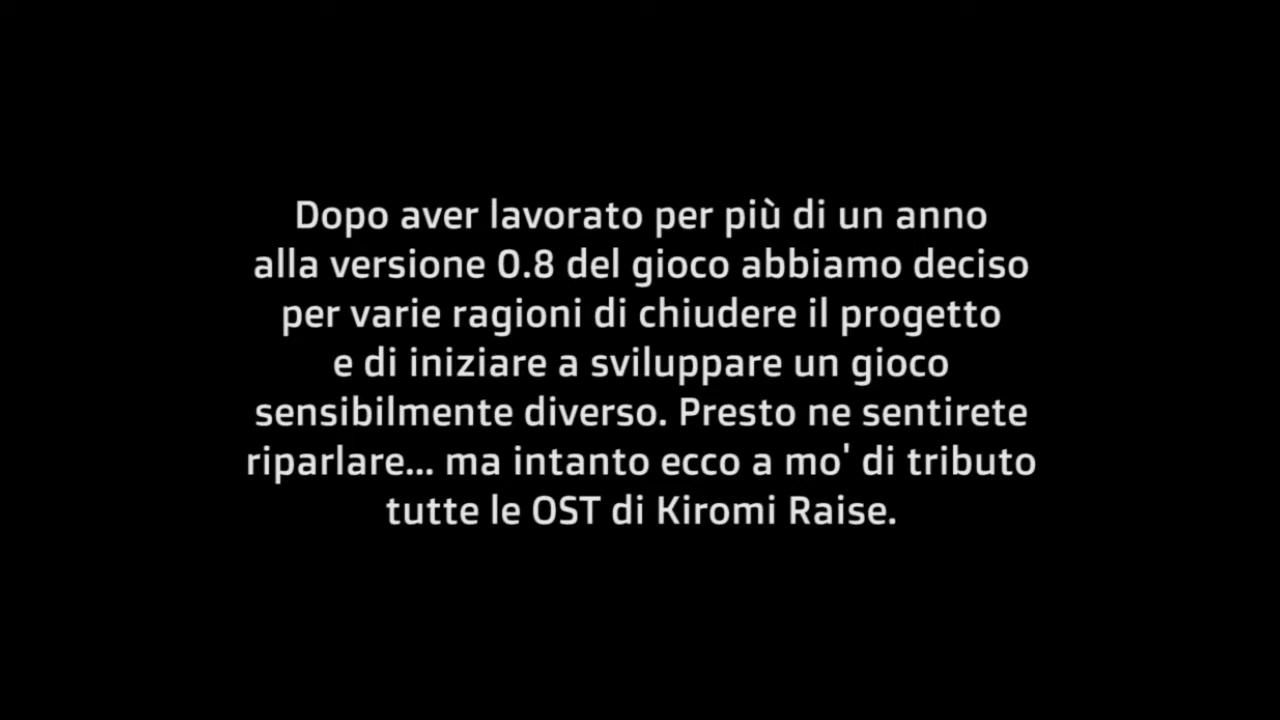 Dopo aver lavorato per più di un anno
alla versione 0.8 del gioco abbiamo deciso
per varie ragioni di chiudere il progetto
e di iniziare a sviluppare un gioco
sensibilmente diverso. Presto ne sentirete
riparlare... ma intanto ecco a mo' di tributo
tutte le OST di Kiromi Raise.